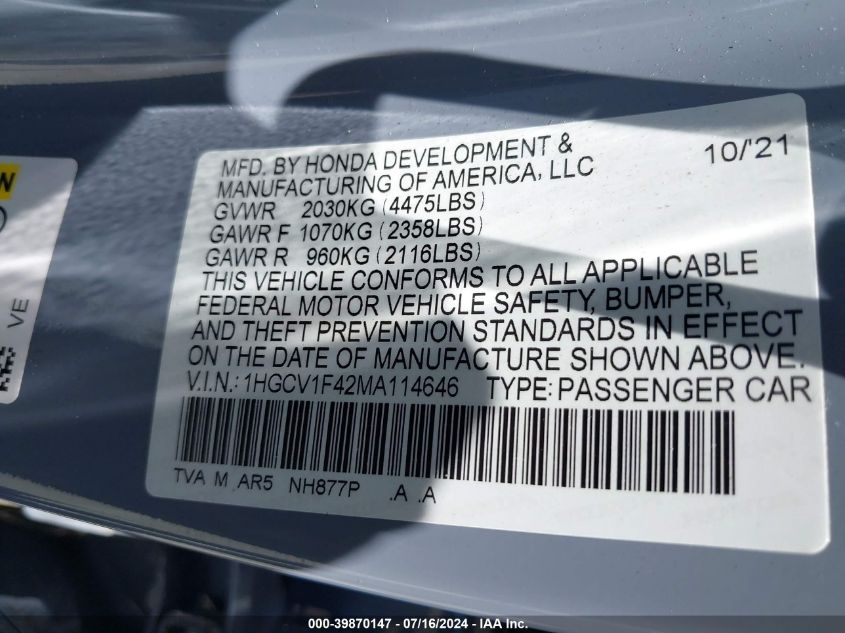 MFD. BY HONDA DEVELOPMENT & 10/'21
MANUFACTURING OF AMERICA, LLC
GVWR 2030KG (4475LBS)
GAWR F 1070KG (2358LBS)
GAWR R 960KG (2116LBS)
THIS VEHICLE CONFORMS TO ALL APPLICABLE
FEDERAL MOTOR VEHICLE SAFETY, BUMPER,
AND THEFT PREVENTION STANDARDS IN EFFECT
ON THE DATE OF MANUFACTURE SHOWN ABOVE.
V.I.N.: 1HGCV1F42MA114646 TYPE: PASSENGER CAR
TVA M AR5 NH877P .A .A
VE
000-39870147 - 07/16/2024 - IAA Inc.